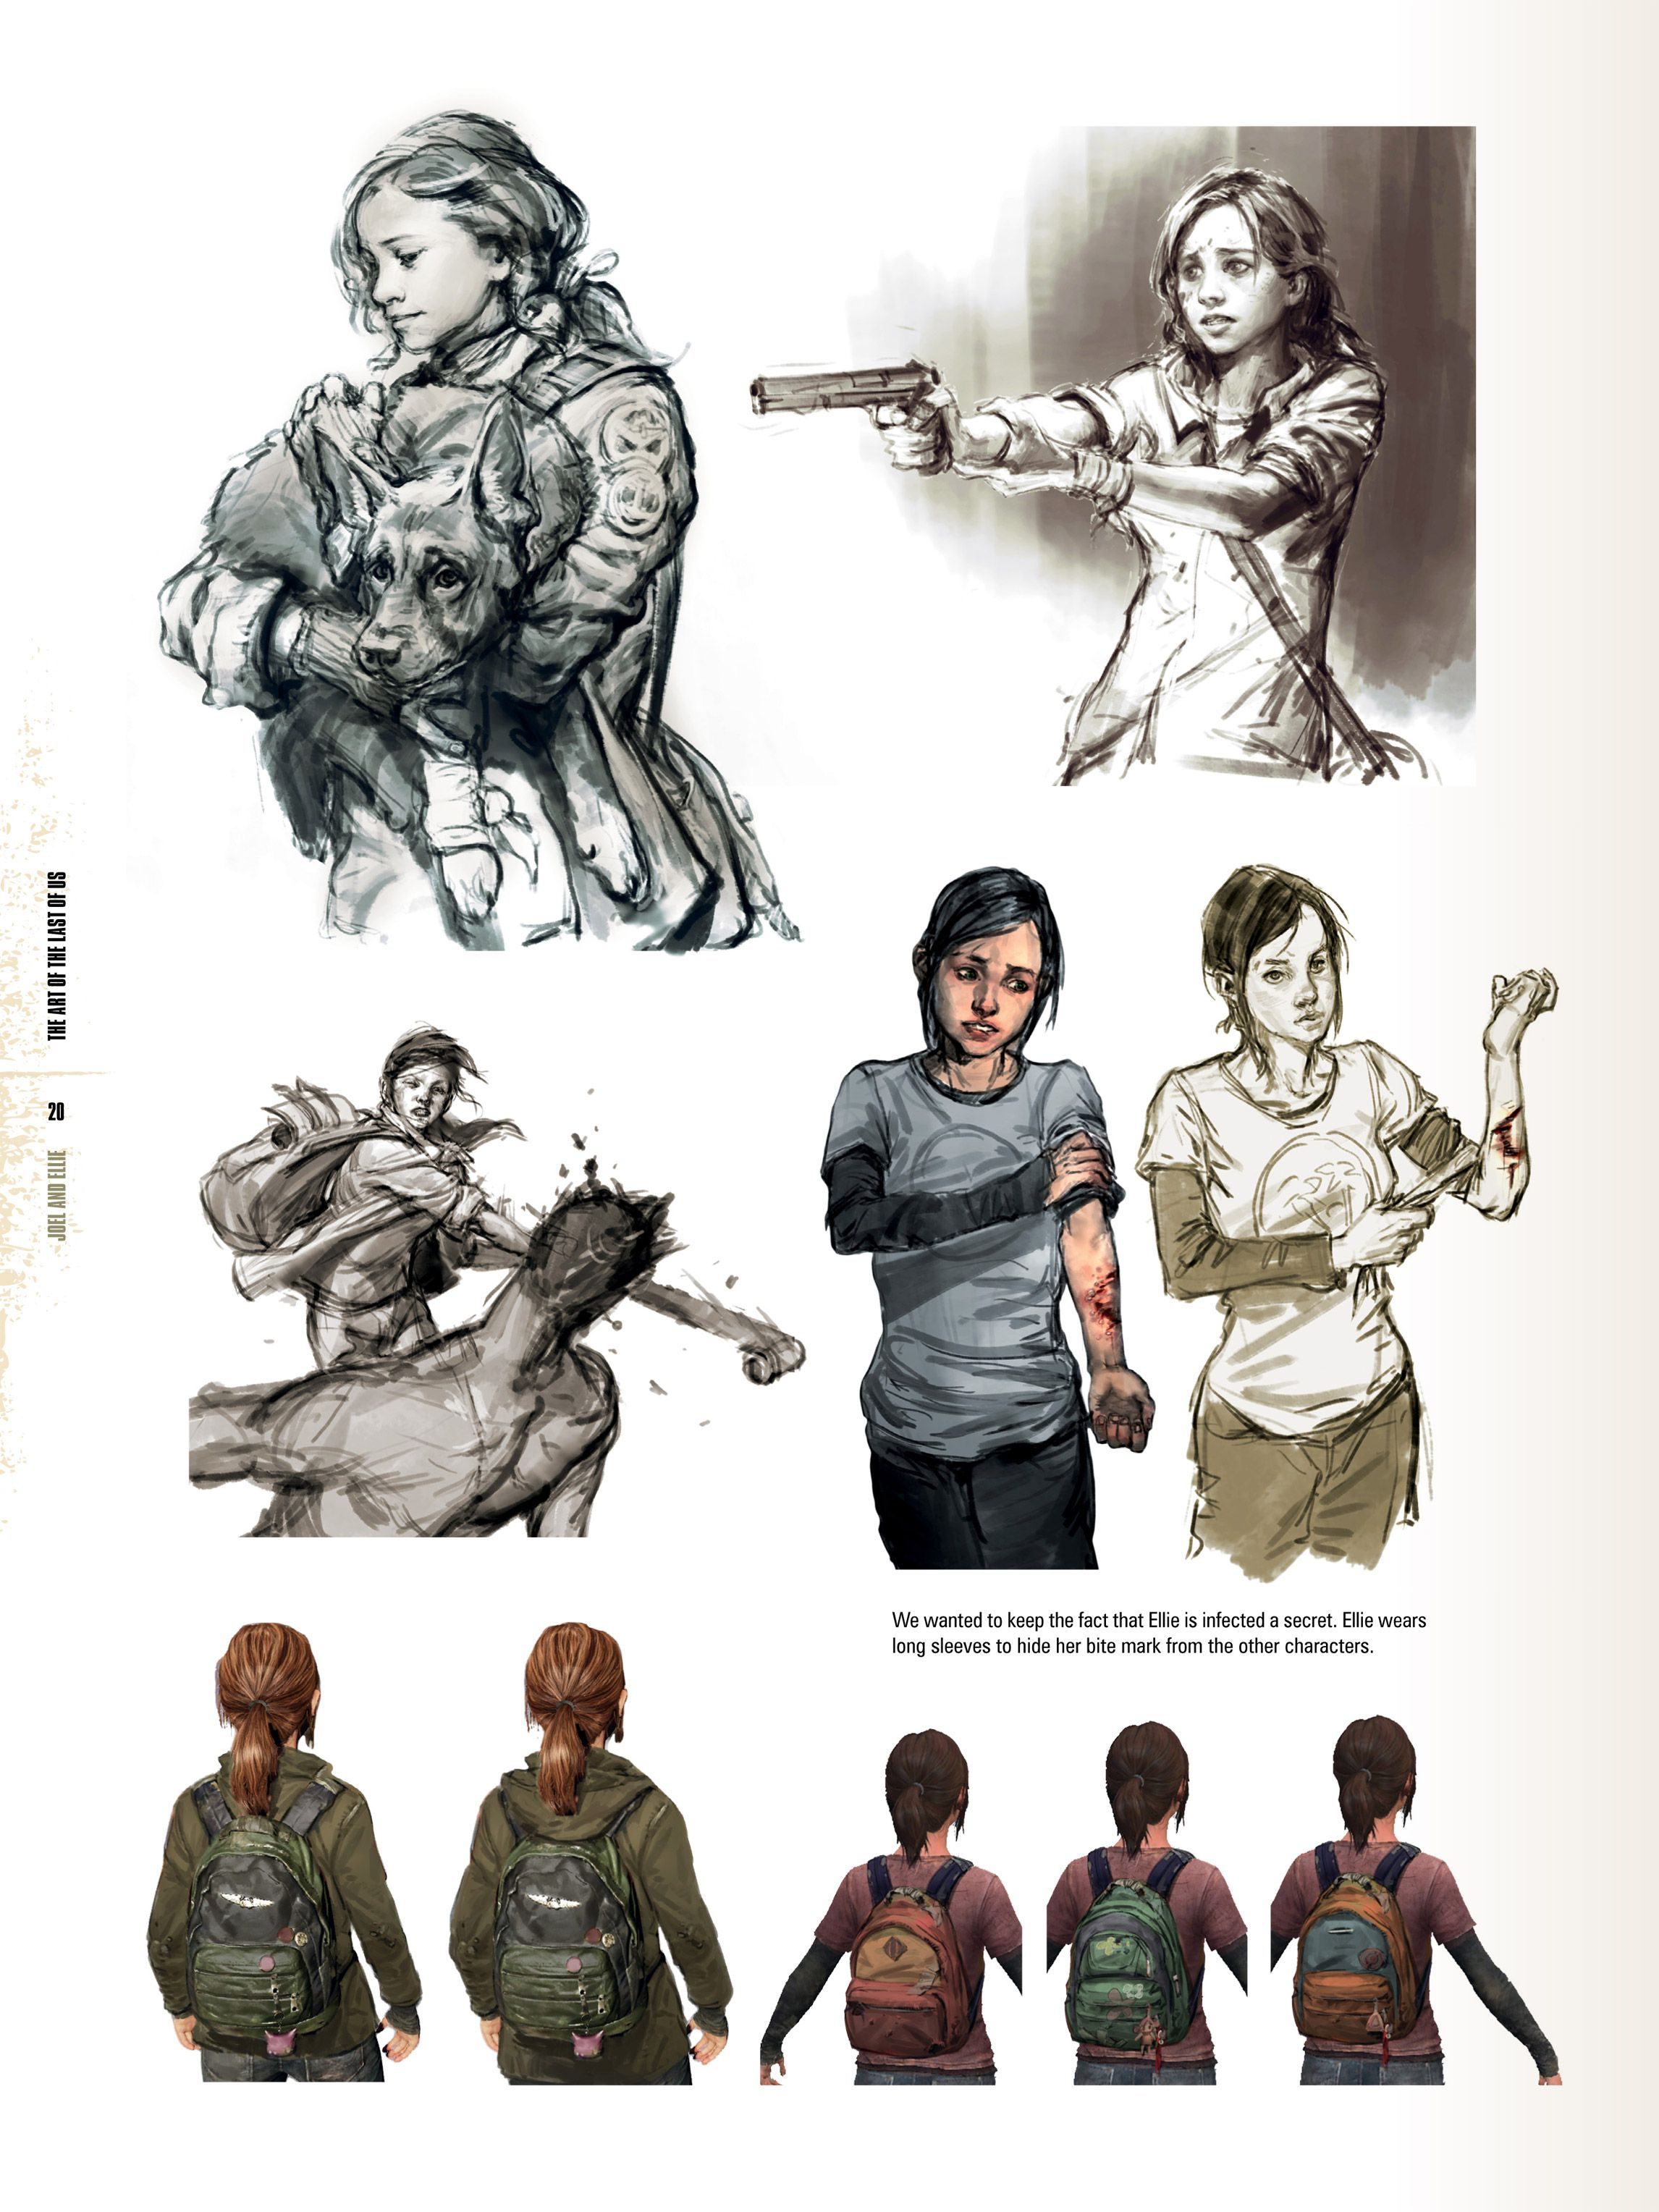 THE ART OF THE LAST OF US
20
JOEL AND ELLIE
We wanted to keep the fact that Ellie is infected a secret. Ellie wears
long sleeves to hide her bite mark from the other characters.